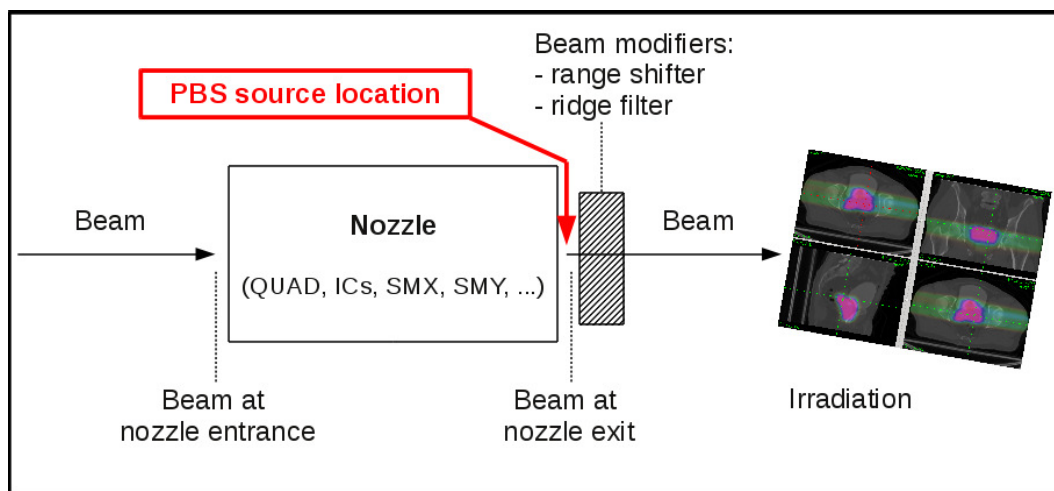 Beam modifiers:
- range shifter
- ridge filter
PBS source location
Beam
Nozzle
(QUAD, ICs, SMX, SMY, ...)
Beam
Beam at
nozzle entrance
Beam at
nozzle exit
Irradiation